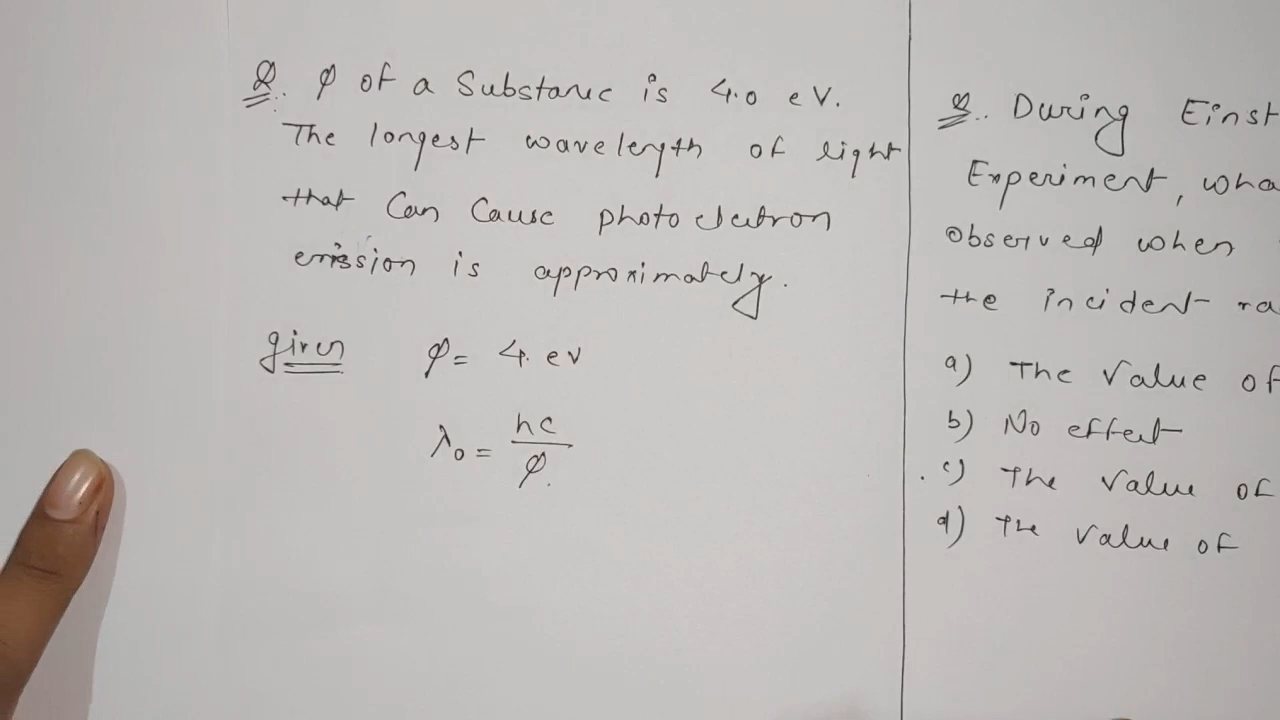 Q. φ of a Substance is 4.0 eV.
The longest wavelength of light
that Can Cause photo electron
emission is approximately.
given φ = 4. ev
λ₀ = hc/φ.
Q.. During Einst
Experiment, wha
observed when
the incident ra
a) The Value of
b) No effect
c) The Value of
d) The Value of